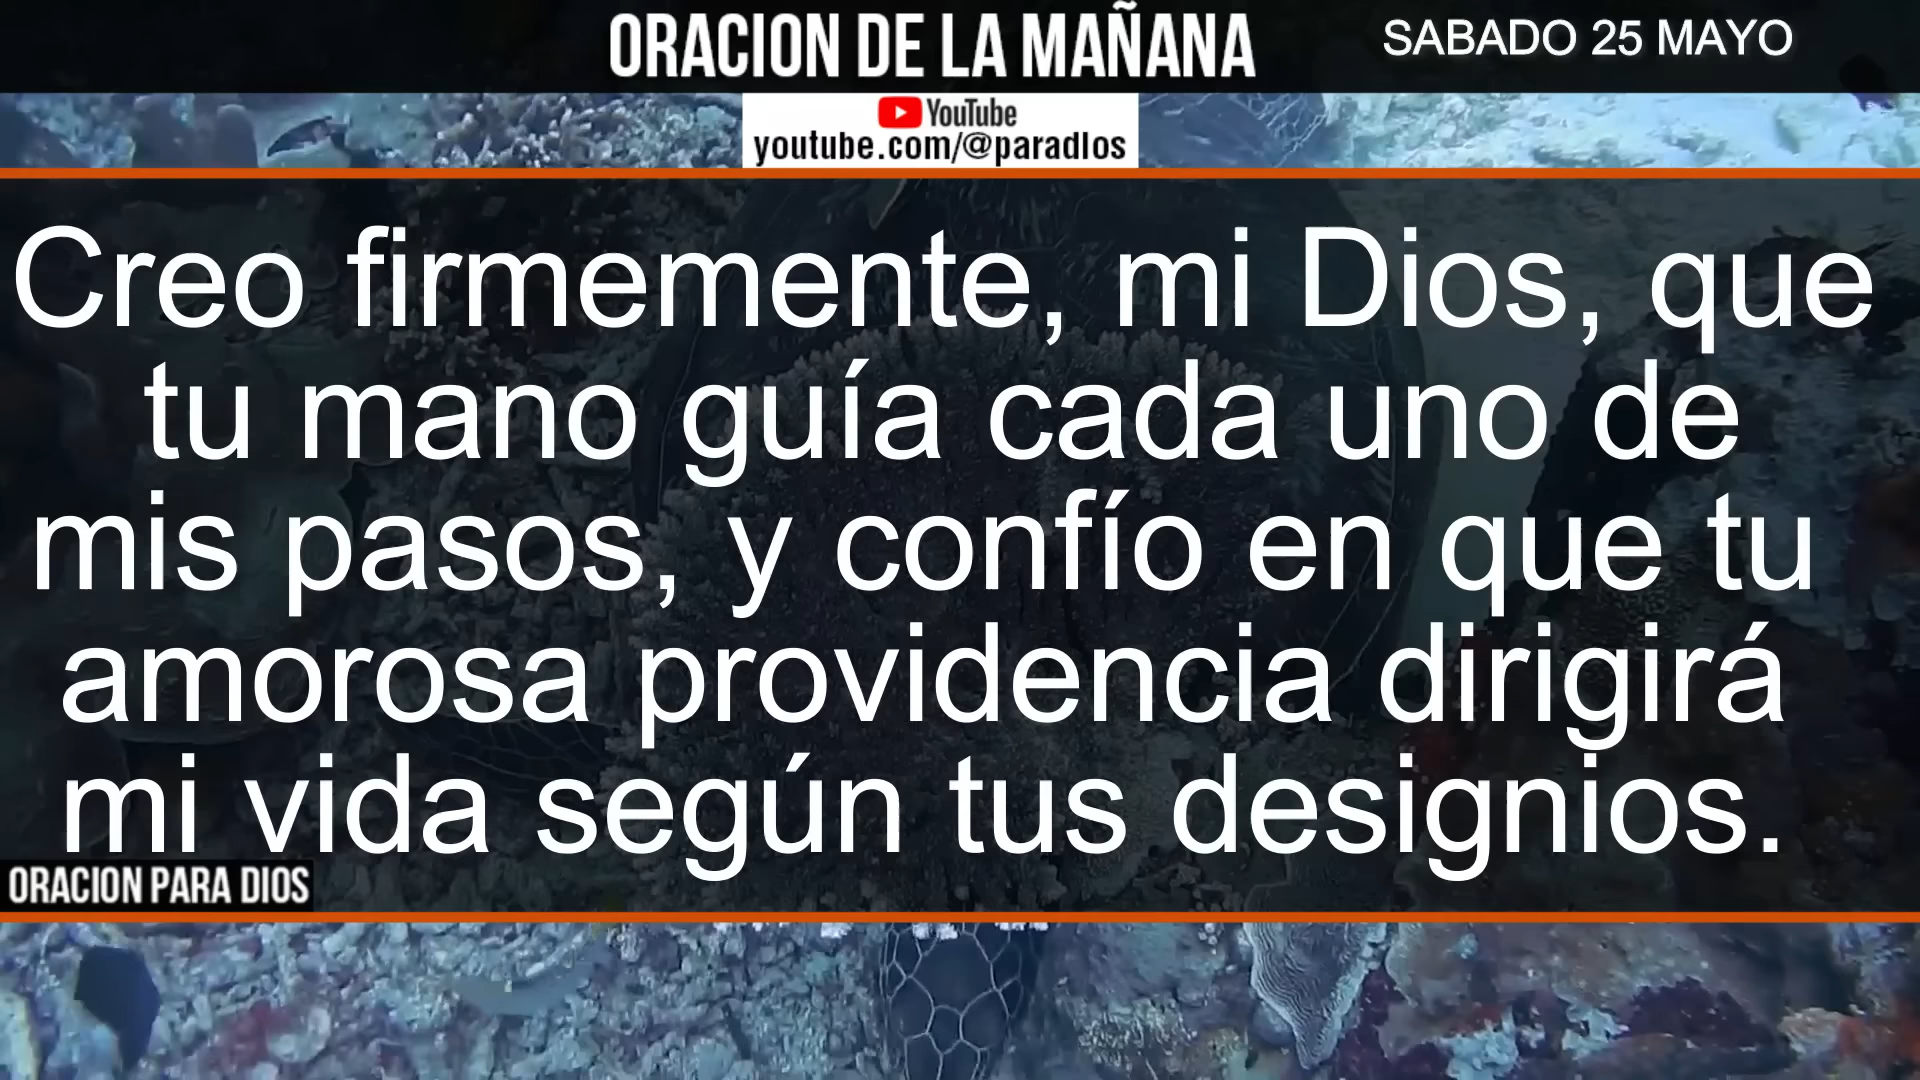 ORACION DE LA MAÑANA
SABADO 25 MAYO
YouTube
youtube.com/@paradIos
Creo firmemente, mi Dios, que
tu mano guía cada uno de
mis pasos, y confío en que tu
amorosa providencia dirigirá
mi vida según tus designios.
ORACION PARA DIOS